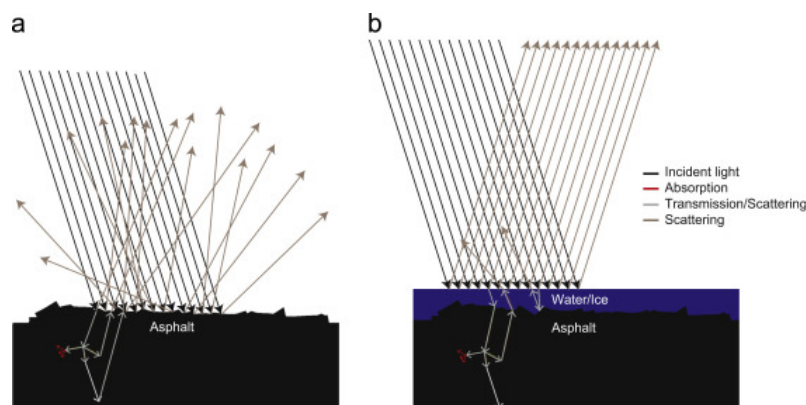 a
b
Incident light
Absorption
Transmission/Scattering
Scattering
Water/Ice
Asphalt
Asphalt